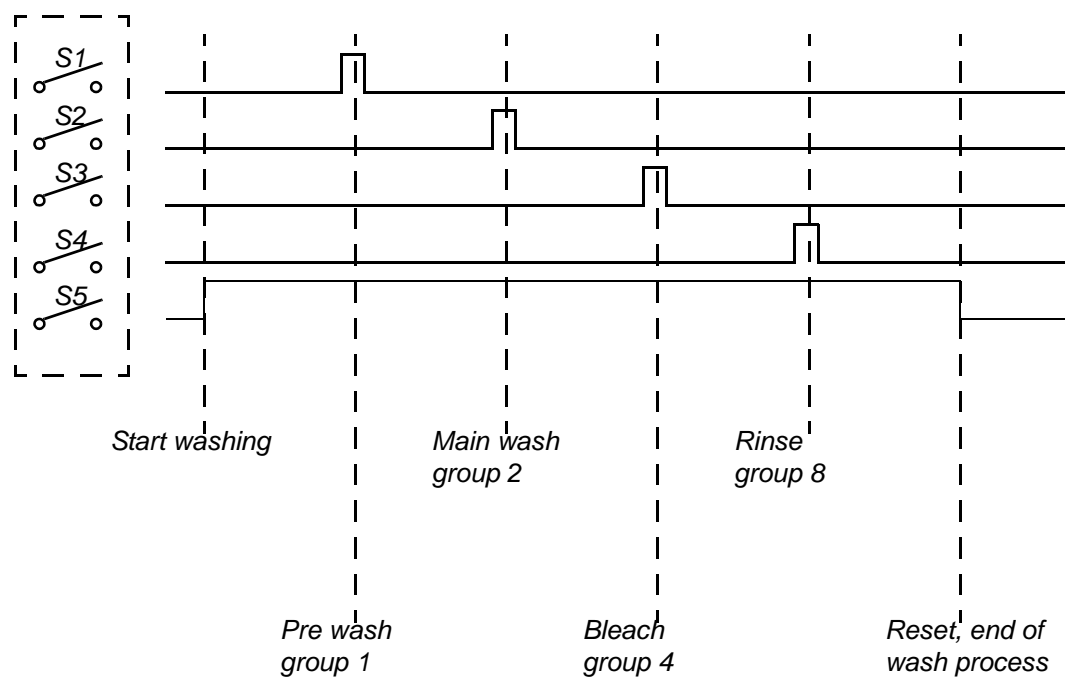 S1
S2
S3
S4
S5
Start washing
Main wash
group 2
Rinse
group 8
Pre wash
group 1
Bleach
group 4
Reset, end of
wash process